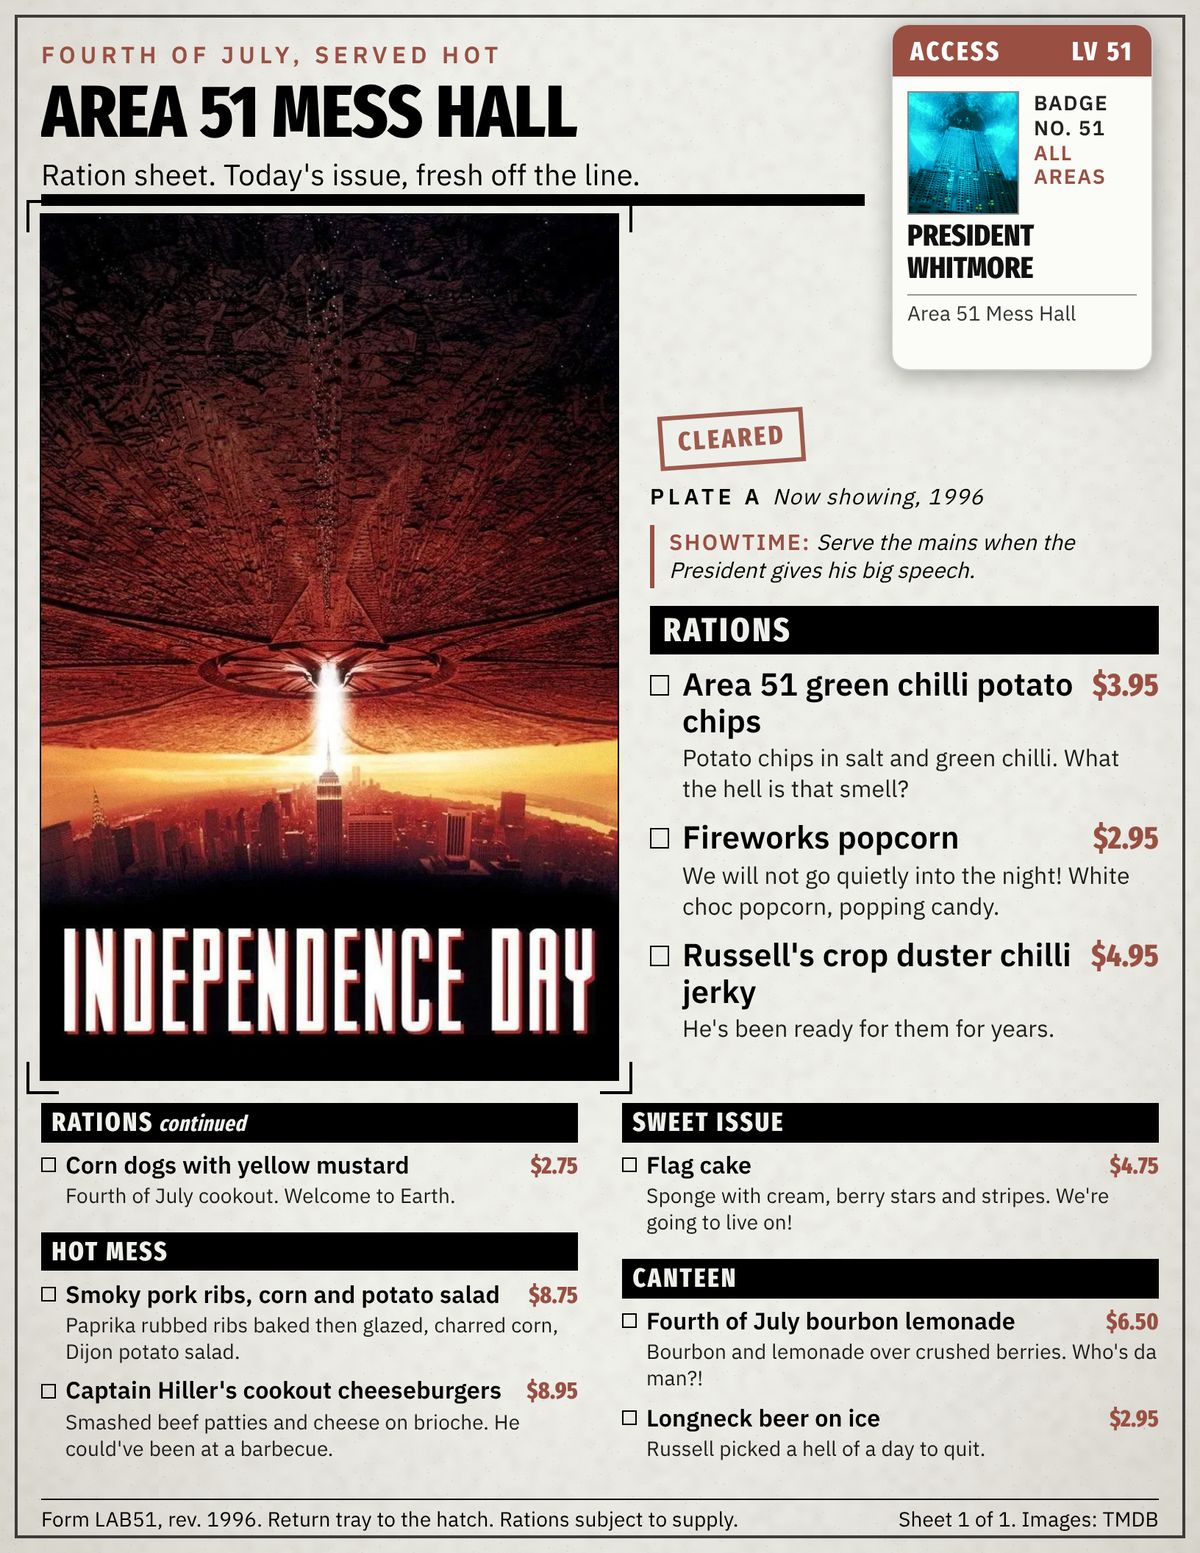 FOURTH OF JULY, SERVED HOT
AREA 51 MESS HALL
Ration sheet. Today's issue, fresh off the line.
ACCESS LV 51
BADGE
NO. 51
ALL
AREAS
PRESIDENT
WHITMORE
Area 51 Mess Hall
INDEPENDENCE DAY
CLEARED
PLATE A Now showing, 1996
SHOWTIME: Serve the mains when the
President gives his big speech.
RATIONS
Area 51 green chilli potato $3.95
chips
Potato chips in salt and green chilli. What
the hell is that smell?
Fireworks popcorn $2.95
We will not go quietly into the night! White
choc popcorn, popping candy.
Russell's crop duster chilli $4.95
jerky
He's been ready for them for years.
RATIONS continued
Corn dogs with yellow mustard $2.75
Fourth of July cookout. Welcome to Earth.
HOT MESS
Smoky pork ribs, corn and potato salad $8.75
Paprika rubbed ribs baked then glazed, charred corn,
Dijon potato salad.
Captain Hiller's cookout cheeseburgers $8.95
Smashed beef patties and cheese on brioche. He
could've been at a barbecue.
SWEET ISSUE
Flag cake $4.75
Sponge with cream, berry stars and stripes. We're
going to live on!
CANTEEN
Fourth of July bourbon lemonade $6.50
Bourbon and lemonade over crushed berries. Who's da
man?!
Longneck beer on ice $2.95
Russell picked a hell of a day to quit.
Form LAB51, rev. 1996. Return tray to the hatch. Rations subject to supply.
Sheet 1 of 1. Images: TMDB